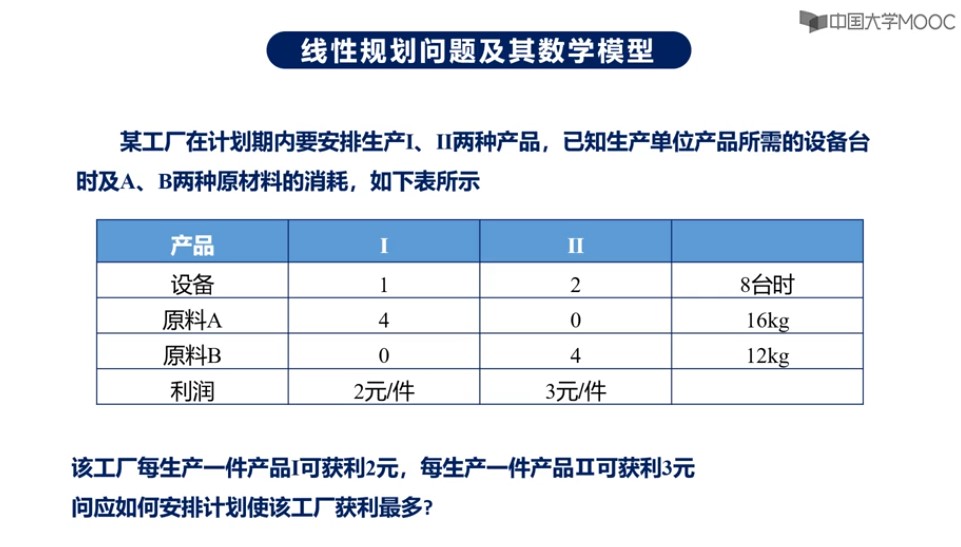 中国大学MOOC
线性规划问题及其数学模型
某工厂在计划期内要安排生产I、II两种产品，已知生产单位产品所需的设备台
时及A、B两种原材料的消耗，如下表所示
产品 I II
设备 1 2 8台时
原料A 4 0 16kg
原料B 0 4 12kg
利润 2元/件 3元/件
该工厂每生产一件产品I可获利2元，每生产一件产品II可获利3元
问应如何安排计划使该工厂获利最多?